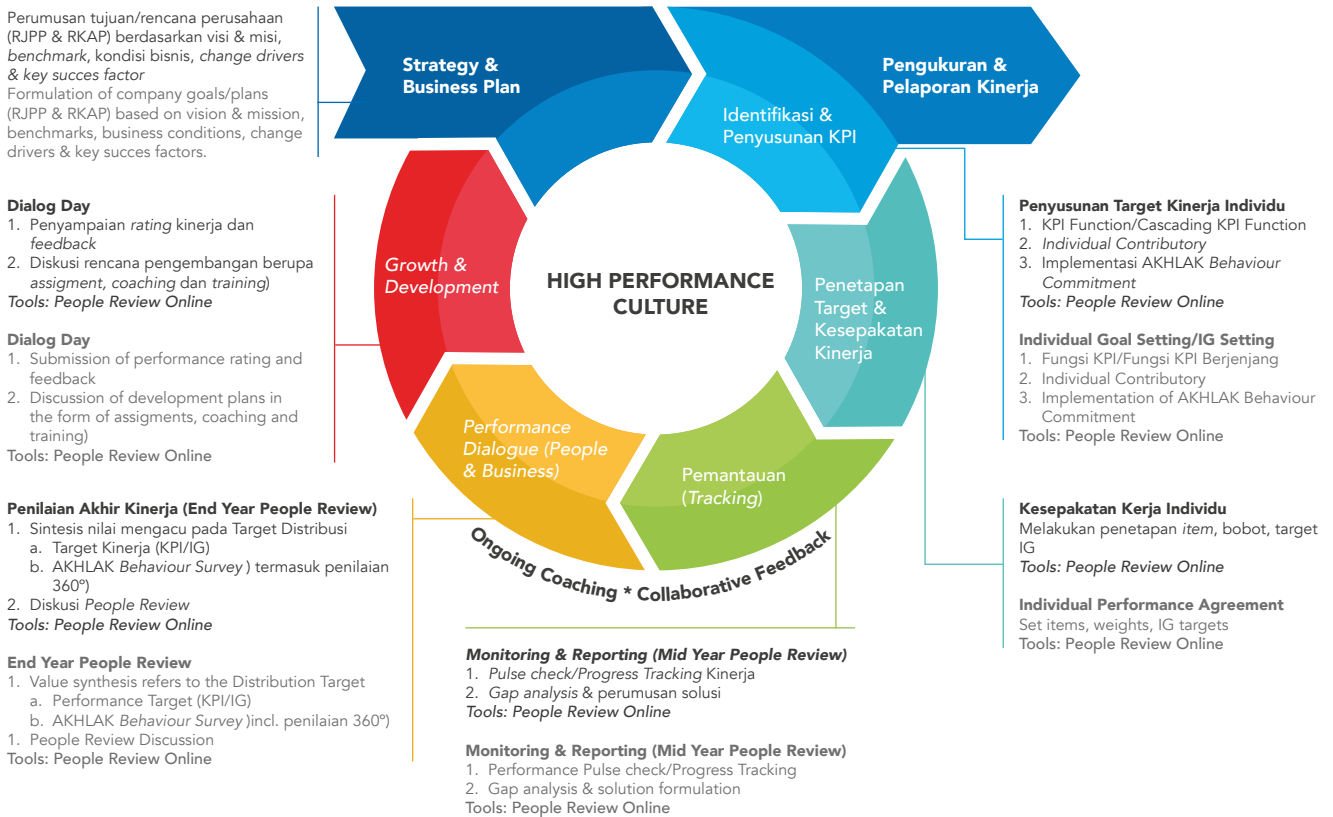 Perumusan tujuan/rencana perusahaan
(RJPP & RKAP) berdasarkan visi & misi,
benchmark, kondisi bisnis, change drivers
& key succes factor
Formulation of company goals/plans
(RJPP & RKAP) based on vision & mission,
benchmarks, business conditions, change
drivers & key succes factors.
Strategy &
Business Plan
Pengukuran &
Pelaporan Kinerja
Identifikasi &
Penyusunan KPI
Dialog Day
1. Penyampaian rating kinerja dan
feedback
2. Diskusi rencana pengembangan berupa
assigment, coaching dan training)
Tools: People Review Online
Dialog Day
1. Submission of performance rating and
feedback
2. Discussion of development plans in
the form of assigments, coaching and
training)
Tools: People Review Online
Growth &
Development
HIGH PERFORMANCE
CULTURE
Penetapan
Target &
Kesepakatan
Kinerja
Penyusunan Target Kinerja Individu
1. KPI Function/Cascading KPI Function
2. Individual Contributory
3. Implementasi AKHLAK Behaviour
Commitment
Tools: People Review Online
Individual Goal Setting/IG Setting
1. Fungsi KPI/Fungsi KPI Berjenjang
2. Individual Contributory
3. Implementation of AKHLAK Behaviour
Commitment
Tools: People Review Online
Performance
Dialogue (People
& Business)
Pemantauan
(Tracking)
Ongoing Coaching * Collaborative Feedback
Penilaian Akhir Kinerja (End Year People Review)
1. Sintesis nilai mengacu pada Target Distribusi
a. Target Kinerja (KPI/IG)
b. AKHLAK Behaviour Survey ) termasuk penilaian
360º)
2. Diskusi People Review
Tools: People Review Online
End Year People Review
1. Value synthesis refers to the Distribution Target
a. Performance Target (KPI/IG)
b. AKHLAK Behaviour Survey )incl. penilaian 360º)
1. People Review Discussion
Tools: People Review Online
Monitoring & Reporting (Mid Year People Review)
1. Pulse check/Progress Tracking Kinerja
2. Gap analysis & perumusan solusi
Tools: People Review Online
Monitoring & Reporting (Mid Year People Review)
1. Performance Pulse check/Progress Tracking
2. Gap analysis & solution formulation
Tools: People Review Online
Kesepakatan Kerja Individu
Melakukan penetapan item, bobot, target
IG
Tools: People Review Online
Individual Performance Agreement
Set items, weights, IG targets
Tools: People Review Online